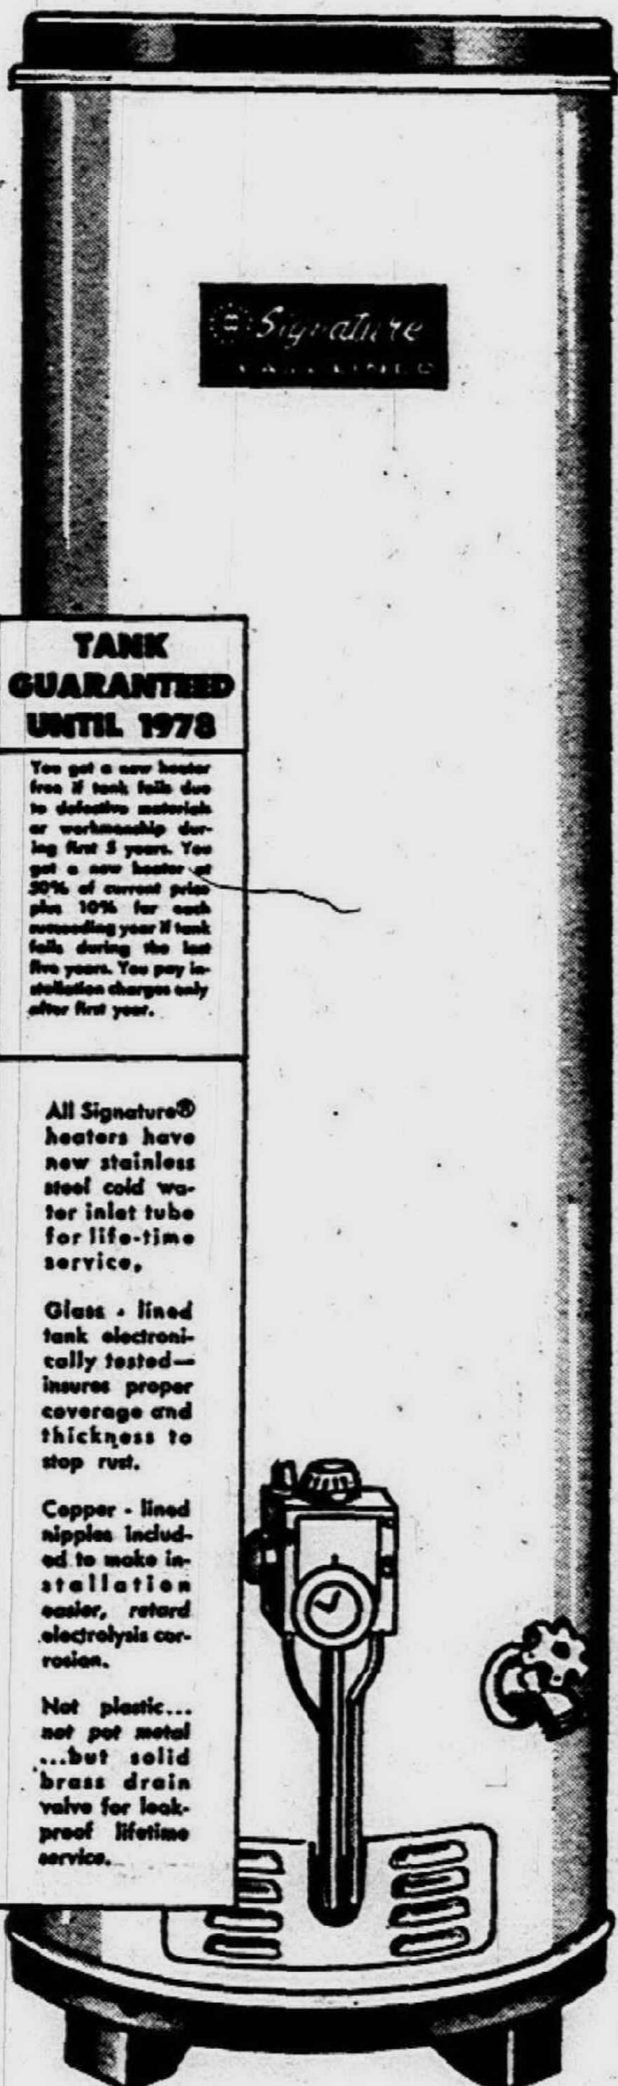 Signature
TANK
GUARANTEED
UNTIL 1978
You get a new heater
free if tank fails due
to defective materials
or workmanship dur-
ing first 5 years. You
get a new heater at
50% of current price
plus 10% for each
succeeding year if tank
fails during the last
five years. You pay in-
stallation charges only
after first year.
All Signature®
heaters have
new stainless
steel cold wa-
ter inlet tube
for life-time
service.
Glass - lined
tank electroni-
cally tested—
insures proper
coverage and
thickness to
stop rust.
Copper - lined
nipples includ-
ed to make in-
stallation
easier, retard
electrolysis cor-
rosion.
Not plastic...
not pot metal
...but solid
brass drain
valve for leak-
proof lifetime
service.